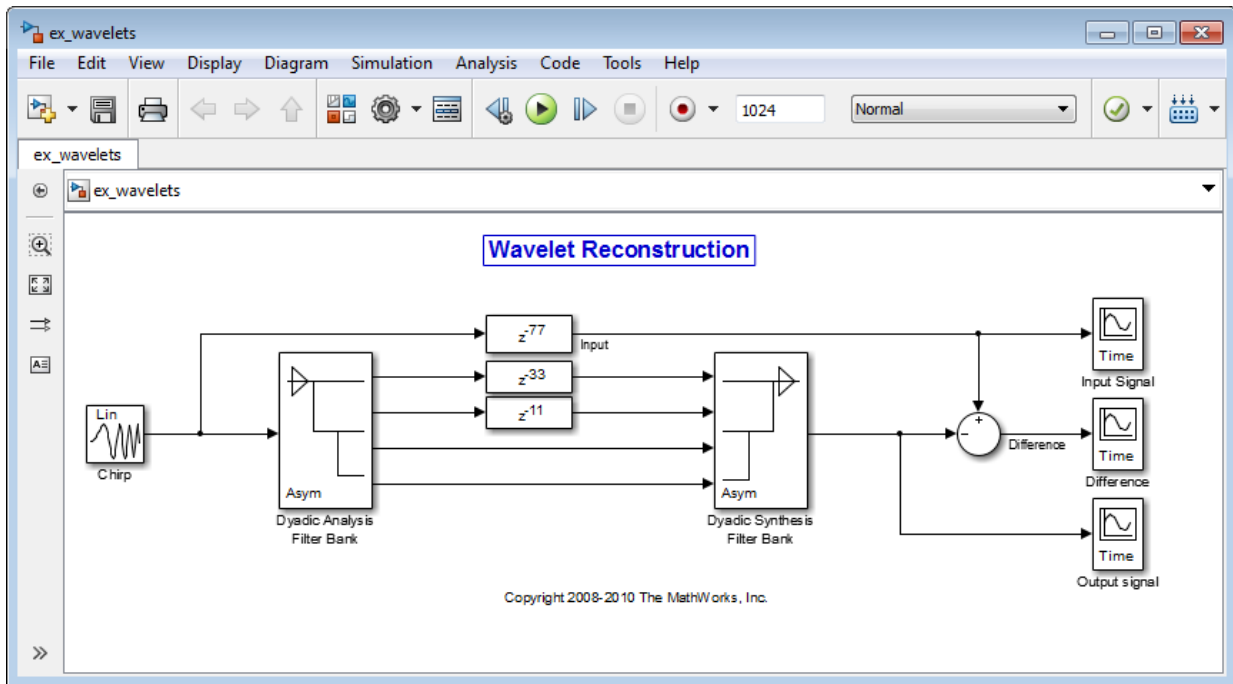 ex_wavelets
File Edit View Display Diagram Simulation Analysis Code Tools Help
1024 Normal
ex_wavelets
ex_wavelets
Wavelet Reconstruction
z-77
Input
z-33
z-11
Lin
Chirp
Asym
Dyadic Analysis
Filter Bank
Asym
Dyadic Synthesis
Filter Bank
+
-
Difference
Time
Input Signal
Time
Difference
Time
Output signal
Copyright 2008-2010 The MathWorks, Inc.